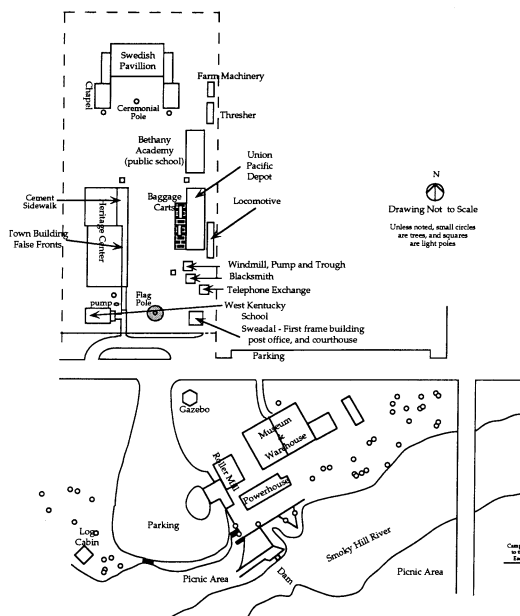 Swedish
Pavillion
Farm Machinery
Chapel
Ceremonial
Pole
Thresher
Bethany
Academy
(public school)
Union
Pacific
Depot
N
Cement
Sidewalk
Heritage Center
Baggage
Carts
Locomotive
Drawing Not to Scale
Unless noted, small circles
are trees, and squares
are light poles
Town Building
False Fronts
Windmill, Pump and Trough
Blacksmith
Telephone Exchange
pump
Flag
Pole
West Kentucky
School
Sweadal - First frame building
post office, and courthouse
Parking
Gazebo
Museum
&
Warehouse
Roller Mill
Powerhouse
Parking
Log
Cabin
Smoky Hill River
Picnic Area
Dam
Picnic Area
Camp
to t
Ea